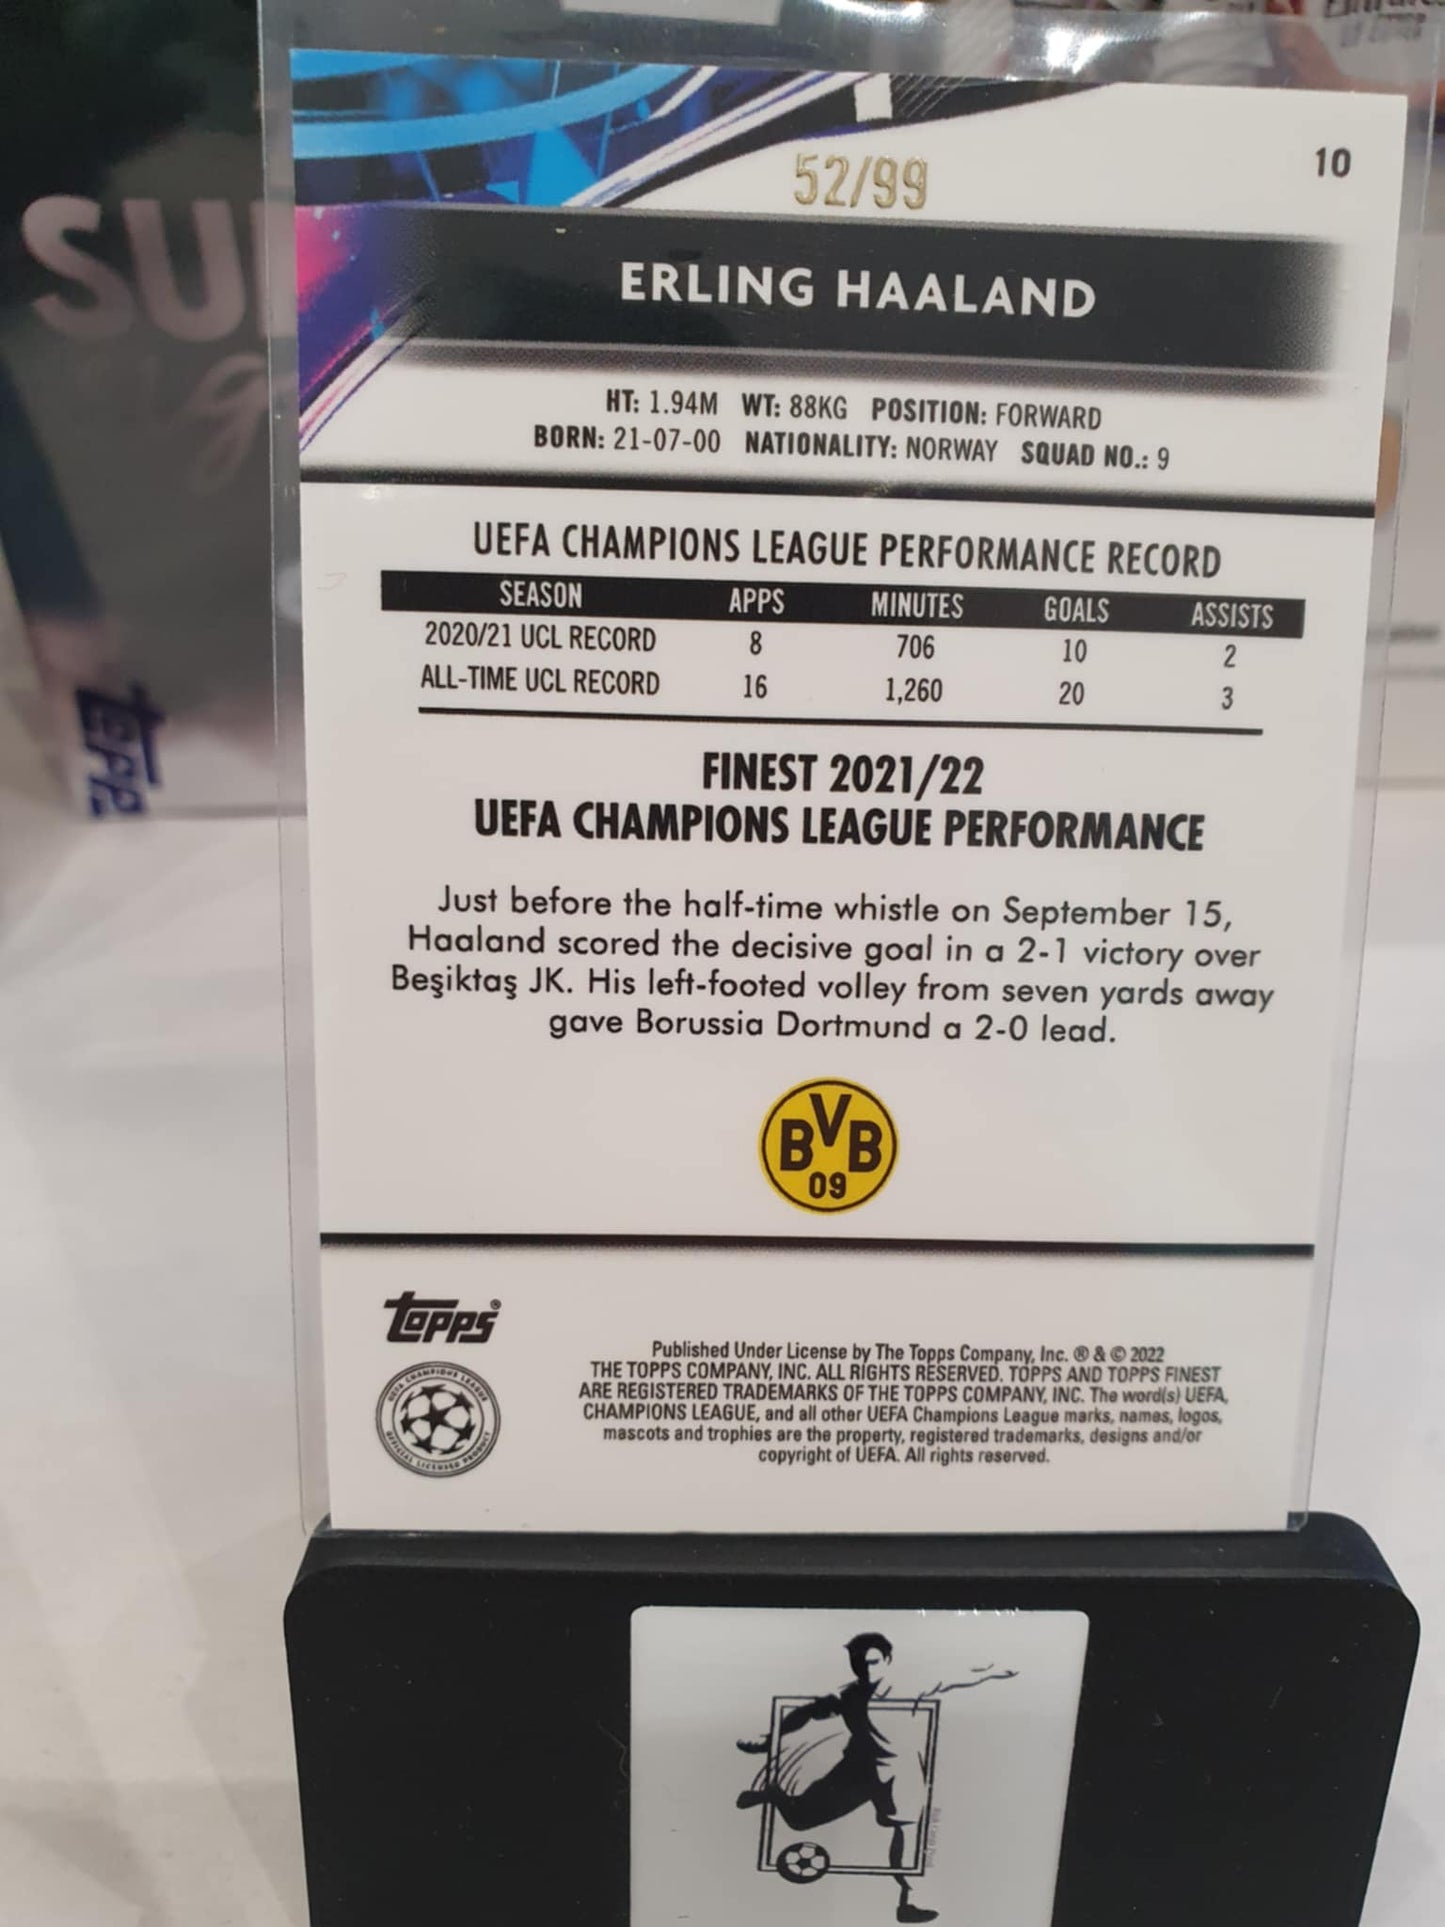 52/99
10
ERLING HAALAND
HT: 1.94M WT: 88KG POSITION: FORWARD
BORN: 21-07-00 NATIONALITY: NORWAY SQUAD NO.: 9
UEFA CHAMPIONS LEAGUE PERFORMANCE RECORD
SEASON APPS MINUTES GOALS ASSISTS
2020/21 UCL RECORD 8 706 10 2
ALL-TIME UCL RECORD 16 1,260 20 3
FINEST 2021/22
UEFA CHAMPIONS LEAGUE PERFORMANCE
Just before the half-time whistle on September 15,
Haaland scored the decisive goal in a 2-1 victory over
Beşiktaş JK. His left-footed volley from seven yards away
gave Borussia Dortmund a 2-0 lead.
BVB
09
topps®
Published Under License by The Topps Company, Inc. ® & © 2022
THE TOPPS COMPANY, INC. ALL RIGHTS RESERVED. TOPPS AND TOPPS FINEST
ARE REGISTERED TRADEMARKS OF THE TOPPS COMPANY, INC. The word(s) UEFA,
CHAMPIONS LEAGUE, and all other UEFA Champions League marks, names, logos,
mascots and trophies are the property, registered trademarks, designs and/or
copyright of UEFA. All rights reserved.
UEFA CHAMPIONS LEAGUE
OFFICIAL LICENSED PRODUCT
SU
topp